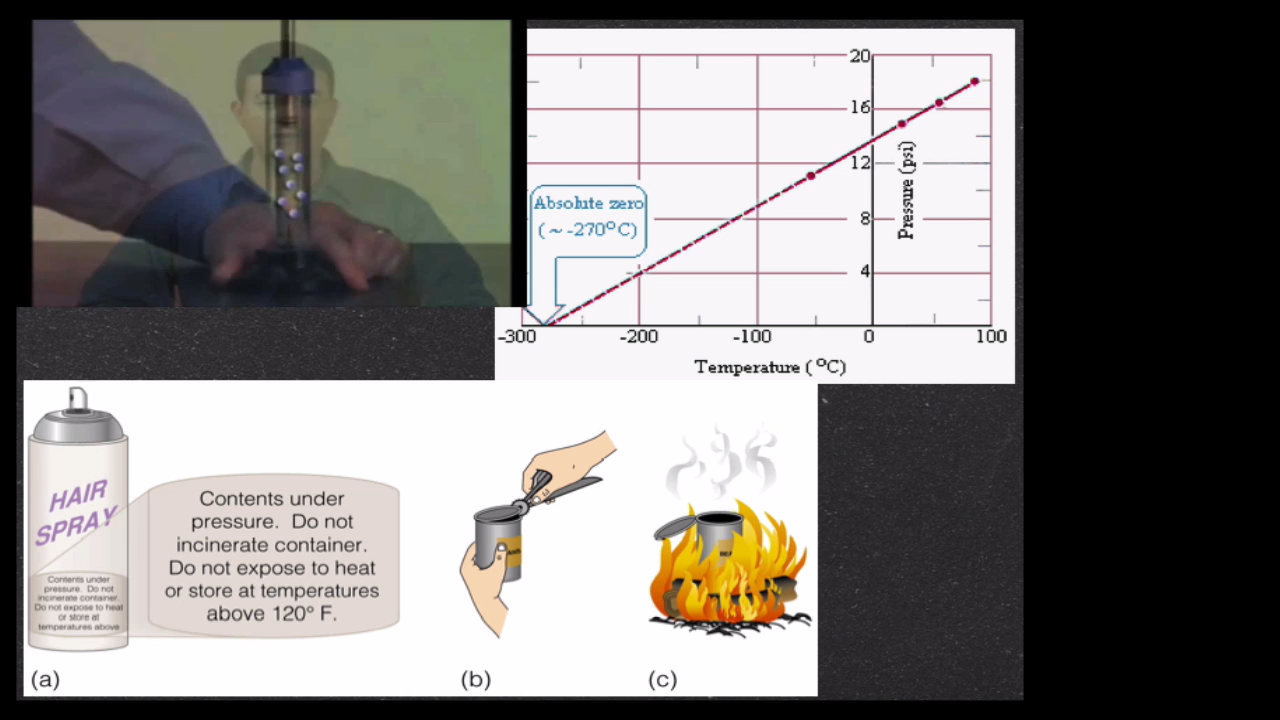 20
16
12
8
4
Pressure (psi)
Absolute zero
(~ -270°C)
-300
-200
-100
0
100
Temperature (°C)
HAIR
SPRAY
Contents under
pressure. Do not
incinerate container.
Do not expose to heat
or store at
temperatures above
Contents under
pressure. Do not
incinerate container.
Do not expose to heat
or store at temperatures
above 120° F.
(a)
(b)
(c)